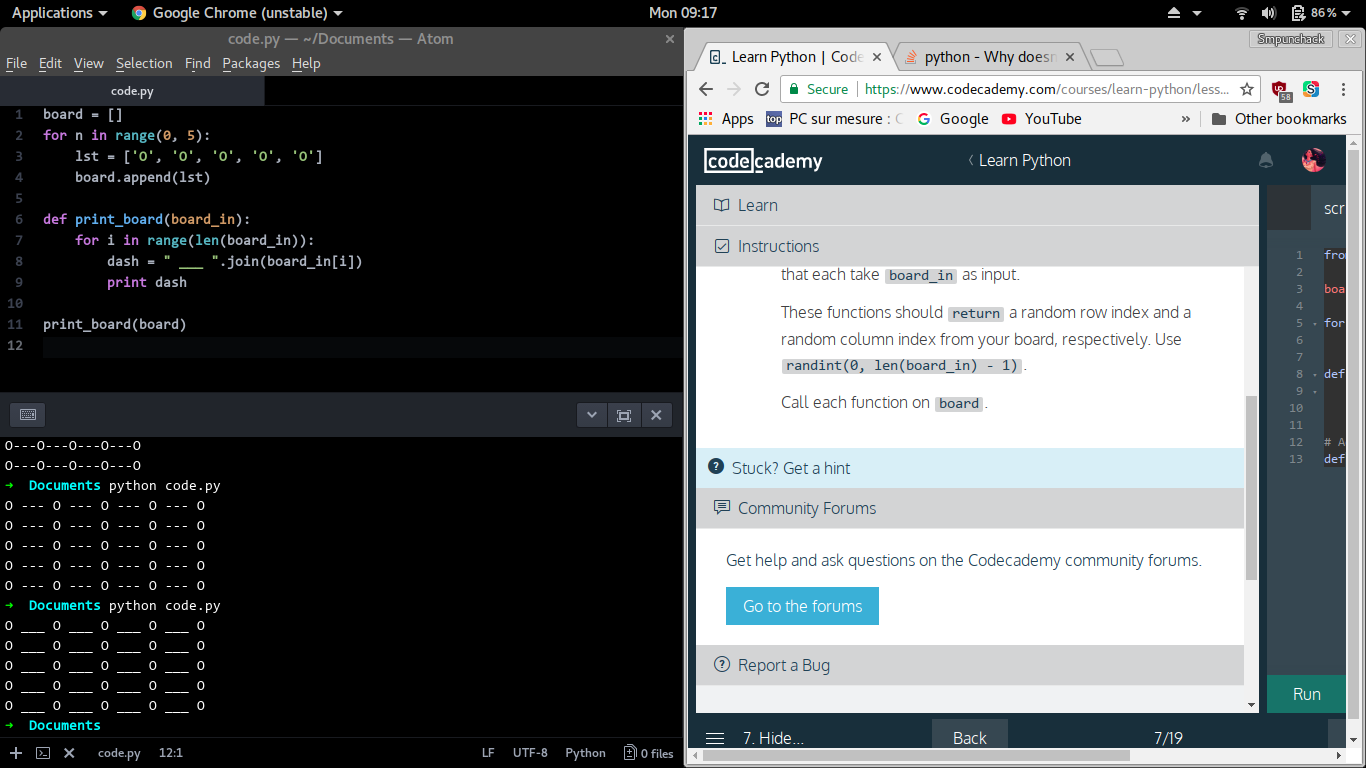 Applications Google Chrome (unstable) Mon 09:17 86%
code.py — ~/Documents — Atom
File Edit View Selection Find Packages Help
code.py
1 board = []
2 for n in range(0, 5):
3 lst = ['O', 'O', 'O', 'O', 'O']
4 board.append(lst)
5
6 def print_board(board_in):
7 for i in range(len(board_in)):
8 dash = " ___ ".join(board_in[i])
9 print dash
10
11 print_board(board)
12
O---O---O---O---O
O---O---O---O---O
➜ Documents python code.py
O --- O --- O --- O --- O
O --- O --- O --- O --- O
O --- O --- O --- O --- O
O --- O --- O --- O --- O
O --- O --- O --- O --- O
➜ Documents python code.py
O ___ O ___ O ___ O ___ O
O ___ O ___ O ___ O ___ O
O ___ O ___ O ___ O ___ O
O ___ O ___ O ___ O ___ O
O ___ O ___ O ___ O ___ O
➜ Documents
code.py 12:1 LF UTF-8 Python 0 files
Smpunchack
Learn Python | Code python - Why doesn
Secure https://www.codecademy.com/courses/learn-python/less... 58
Apps top PC sur mesure : Google YouTube » Other bookmarks
codecademy Learn Python
Learn
Instructions
that each take board_in as input.
These functions should return a random row index and a
random column index from your board, respectively. Use
randint(0, len(board_in) - 1).
Call each function on board.
Stuck? Get a hint
Community Forums
Get help and ask questions on the Codecademy community forums.
Go to the forums
Report a Bug
scr
1 fro
2
3 boa
4
5 for
6
7
8 def
9
10
11
12 # A
13 def
Run
7. Hide... Back 7/19